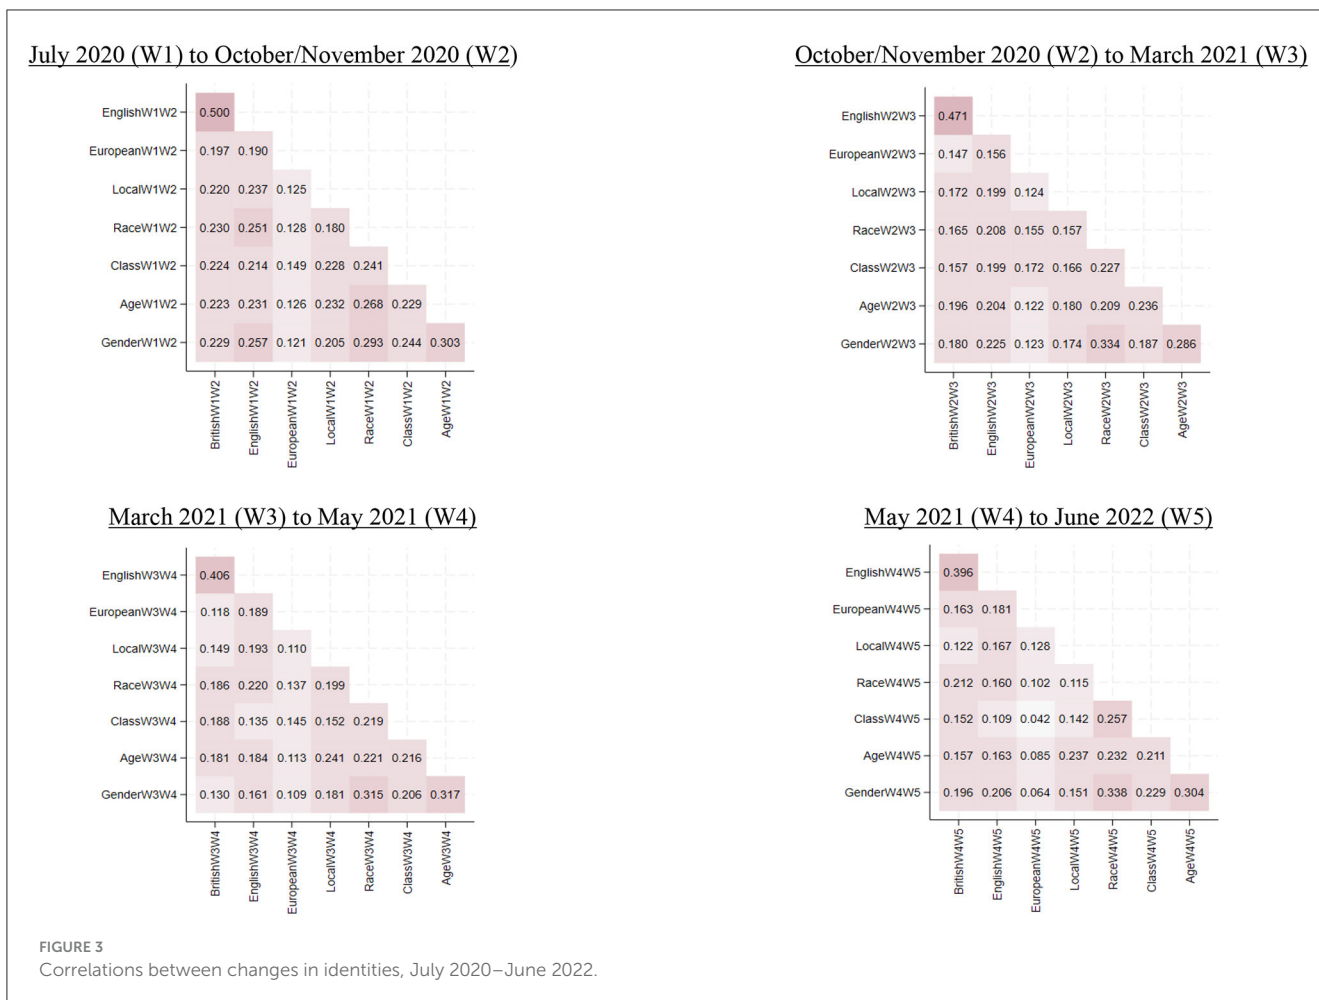 July 2020 (W1) to October/November 2020 (W2)
EnglishW1W2 0.500
EuropeanW1W2 0.197 0.190
LocalW1W2 0.220 0.237 0.125
RaceW1W2 0.230 0.251 0.128 0.180
ClassW1W2 0.224 0.214 0.149 0.228 0.241
AgeW1W2 0.223 0.231 0.126 0.232 0.268 0.229
GenderW1W2 0.229 0.257 0.121 0.205 0.293 0.244 0.303
BritishW1W2 EnglishW1W2 EuropeanW1W2 LocalW1W2 RaceW1W2 ClassW1W2 AgeW1W2
October/November 2020 (W2) to March 2021 (W3)
EnglishW2W3 0.471
EuropeanW2W3 0.147 0.156
LocalW2W3 0.172 0.199 0.124
RaceW2W3 0.165 0.208 0.155 0.157
ClassW2W3 0.157 0.199 0.172 0.166 0.227
AgeW2W3 0.196 0.204 0.122 0.180 0.209 0.236
GenderW2W3 0.180 0.225 0.123 0.174 0.334 0.187 0.286
BritishW2W3 EnglishW2W3 EuropeanW2W3 LocalW2W3 RaceW2W3 ClassW2W3 AgeW2W3
March 2021 (W3) to May 2021 (W4)
EnglishW3W4 0.406
EuropeanW3W4 0.118 0.189
LocalW3W4 0.149 0.193 0.110
RaceW3W4 0.186 0.220 0.137 0.199
ClassW3W4 0.188 0.135 0.145 0.152 0.219
AgeW3W4 0.181 0.184 0.113 0.241 0.221 0.216
GenderW3W4 0.130 0.161 0.109 0.181 0.315 0.206 0.317
BritishW3W4 EnglishW3W4 EuropeanW3W4 LocalW3W4 RaceW3W4 ClassW3W4 AgeW3W4
May 2021 (W4) to June 2022 (W5)
EnglishW4W5 0.396
EuropeanW4W5 0.163 0.181
LocalW4W5 0.122 0.167 0.128
RaceW4W5 0.212 0.160 0.102 0.115
ClassW4W5 0.152 0.109 0.042 0.142 0.257
AgeW4W5 0.157 0.163 0.085 0.237 0.232 0.211
GenderW4W5 0.196 0.206 0.064 0.151 0.338 0.229 0.304
BritishW4W5 EnglishW4W5 EuropeanW4W5 LocalW4W5 RaceW4W5 ClassW4W5 AgeW4W5
FIGURE 3
Correlations between changes in identities, July 2020–June 2022.